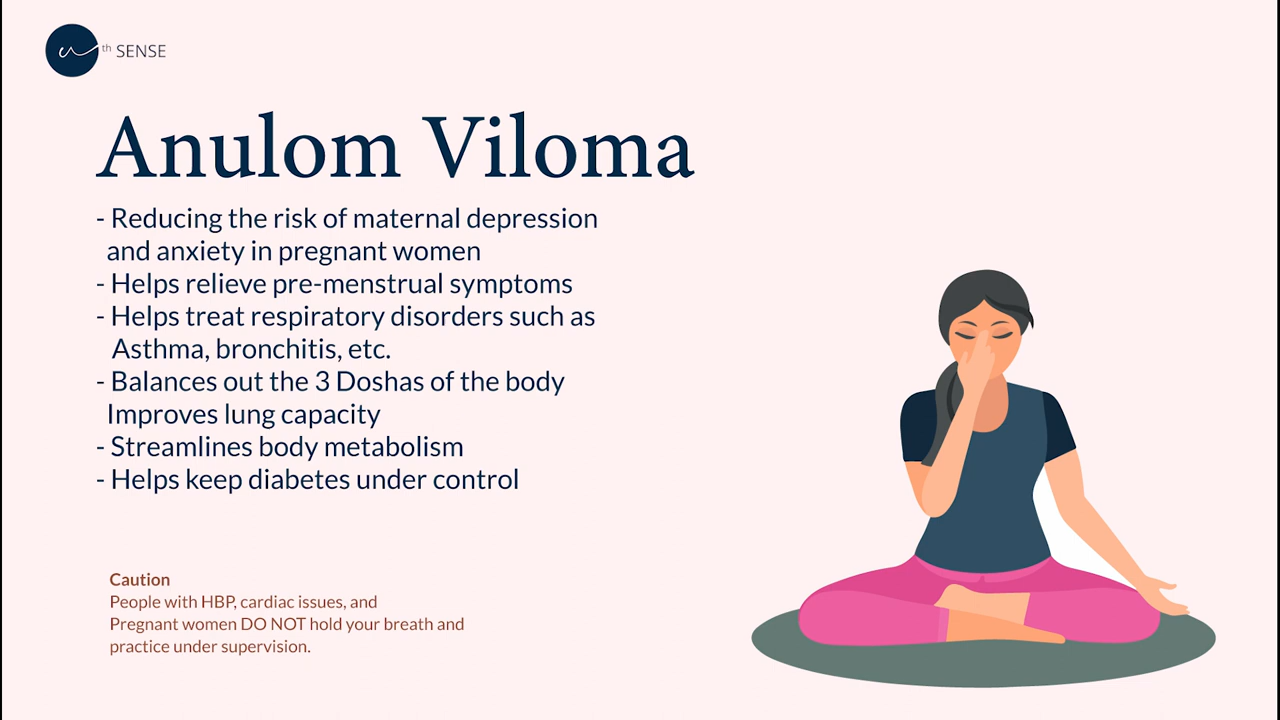 th SENSE
Anulom Viloma
- Reducing the risk of maternal depression
and anxiety in pregnant women
- Helps relieve pre-menstrual symptoms
- Helps treat respiratory disorders such as
Asthma, bronchitis, etc.
- Balances out the 3 Doshas of the body
Improves lung capacity
- Streamlines body metabolism
- Helps keep diabetes under control
Caution
People with HBP, cardiac issues, and
Pregnant women DO NOT hold your breath and
practice under supervision.